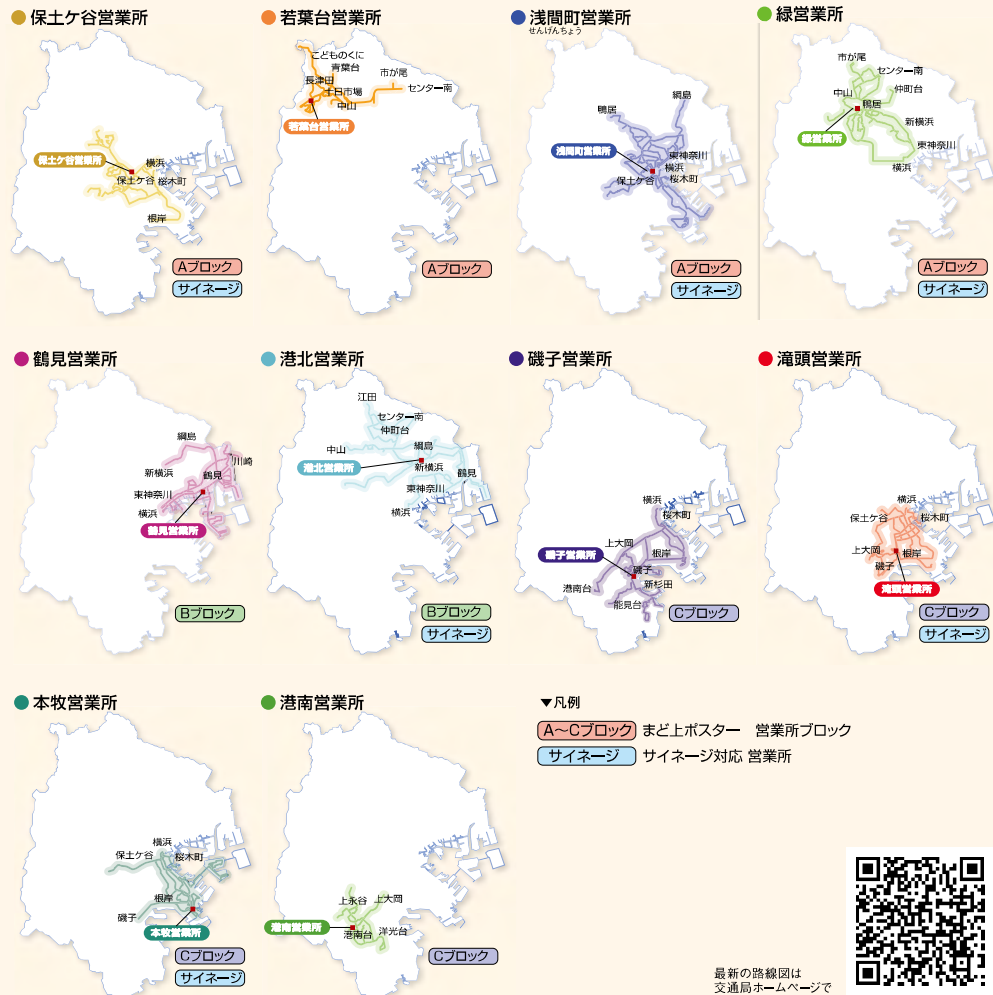 保土ケ谷営業所
保土ケ谷営業所
横浜
保土ケ谷
桜木町
根岸
Aブロック
サイネージ
若葉台営業所
こどものくに
青葉台
市が尾
長津田
センター南
十日市場
中山
若葉台営業所
Aブロック
浅間町営業所
せんげんちょう
綱島
鴨居
浅間町営業所
東神奈川
横浜
保土ケ谷
桜木町
Aブロック
サイネージ
緑営業所
市が尾
センター南
中山
仲町台
鴨居
新横浜
緑営業所
東神奈川
横浜
Aブロック
サイネージ
鶴見営業所
綱島
川崎
新横浜
鶴見
東神奈川
横浜
鶴見営業所
Bブロック
港北営業所
江田
センター南
仲町台
中山
綱島
港北営業所
新横浜
鶴見
東神奈川
横浜
Bブロック
サイネージ
磯子営業所
横浜
桜木町
上大岡
磯子営業所
根岸
磯子
港南台
新杉田
能見台
Cブロック
滝頭営業所
横浜
保土ケ谷
桜木町
上大岡
根岸
磯子
滝頭営業所
Cブロック
サイネージ
本牧営業所
横浜
保土ケ谷
桜木町
根岸
磯子
本牧営業所
Cブロック
サイネージ
港南営業所
上永谷
上大岡
港南営業所
港南台
洋光台
Cブロック
▼凡例
A〜Cブロック まど上ポスター 営業所ブロック
サイネージ サイネージ対応 営業所
最新の路線図は
交通局ホームページで